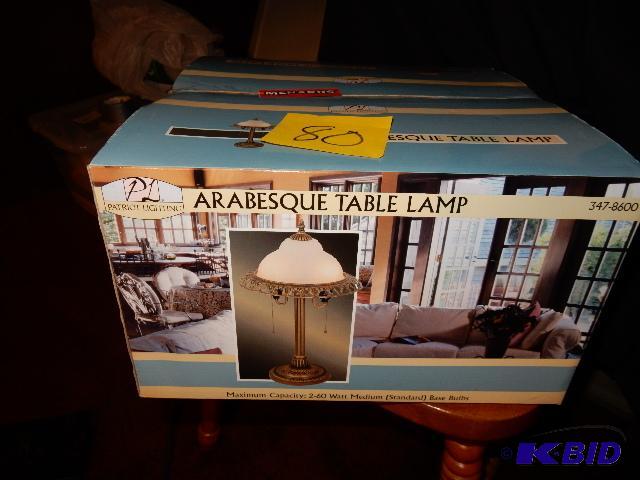 MENARDS
80
ESQUE TABLE LAMP
PL
PATRIOT LIGHTING
ARABESQUE TABLE LAMP
347-8600
Maximum Capacity: 2-60 Watt Medium (Standard) Base Bulbs
© K-BID